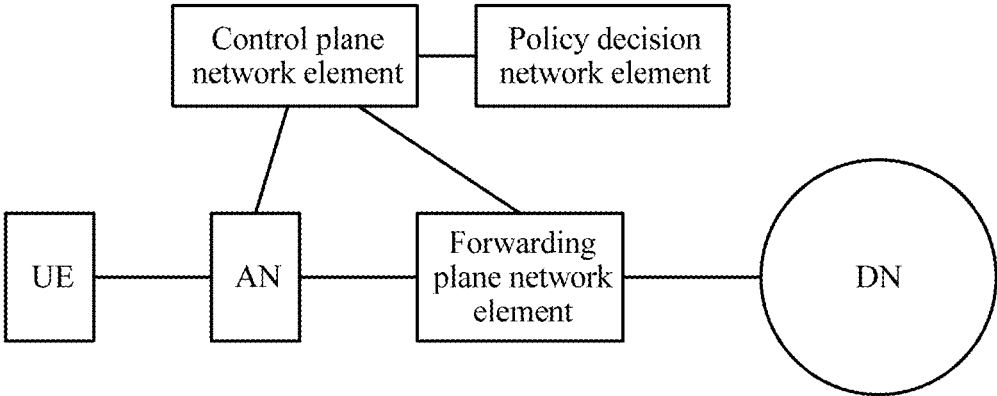 Control plane
network element
Policy decision
network element
UE
AN
Forwarding
plane network
element
DN